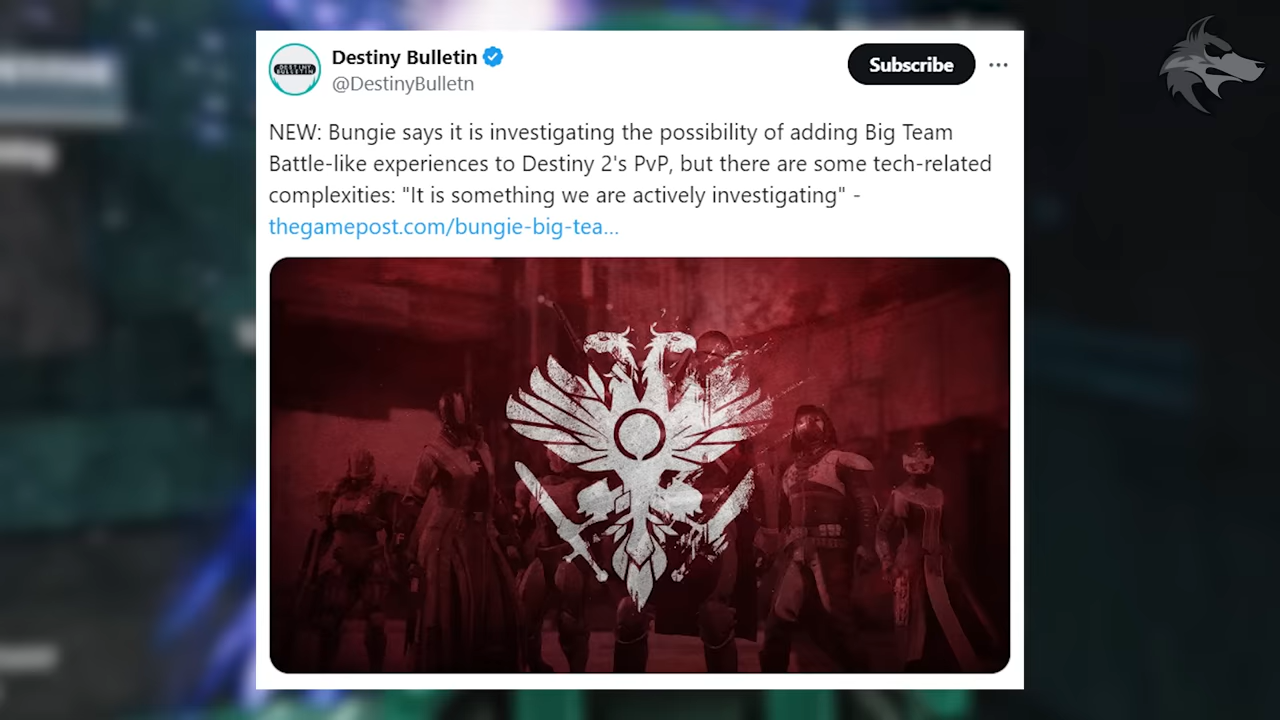 Destiny Bulletin
@DestinyBulletn
Subscribe
NEW: Bungie says it is investigating the possibility of adding Big Team
Battle-like experiences to Destiny 2's PvP, but there are some tech-related
complexities: "It is something we are actively investigating" -
thegamepost.com/bungie-big-tea...